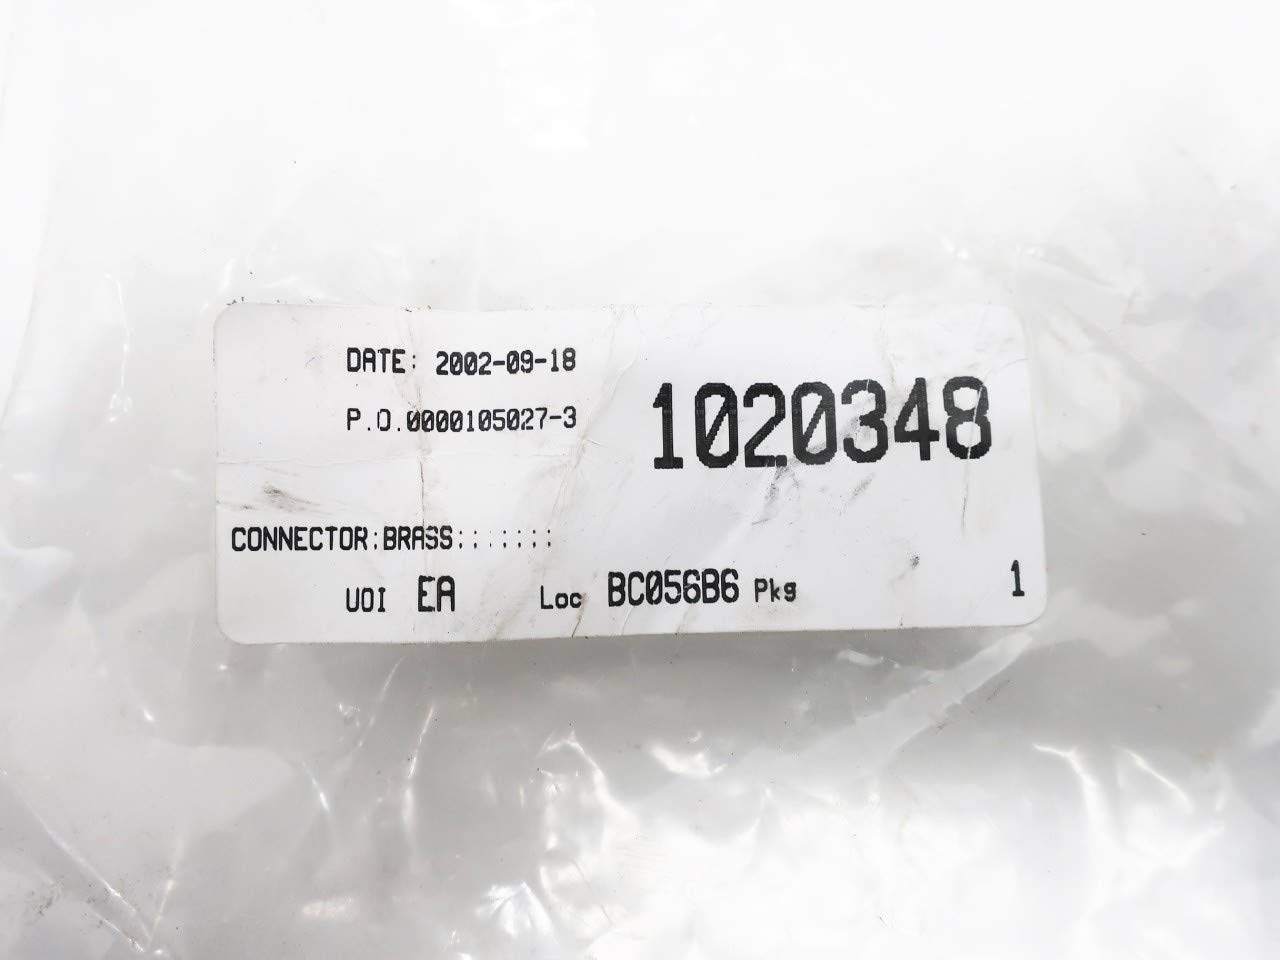 DATE: 2002-09-18
P.O.0000105027-3
1020348
CONNECTOR:BRASS:;:;;;;
UOI EA Loc BC056B6 Pkg 1